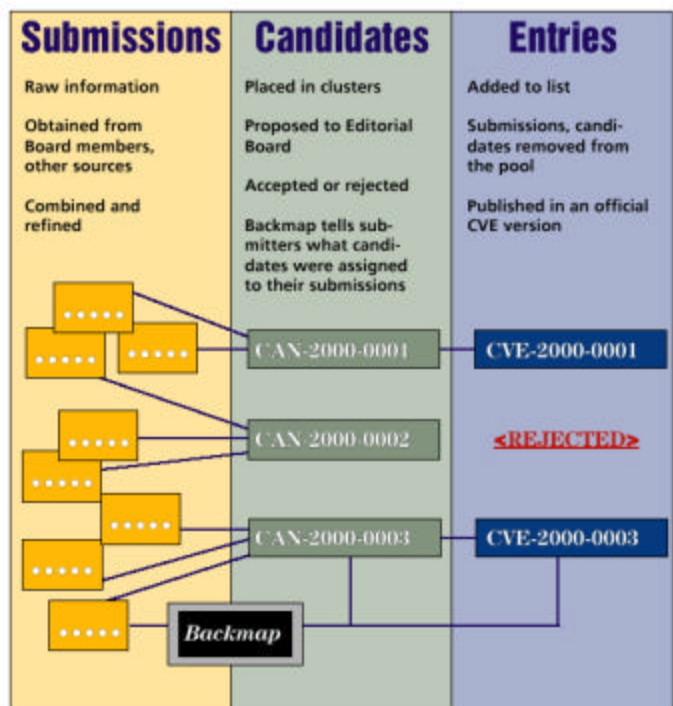 Submissions
Raw information
Obtained from
Board members,
other sources
Combined and
refined
Candidates
Placed in clusters
Proposed to Editorial
Board
Accepted or rejected
Backmap tells sub-
mitters what candi-
dates were assigned
to their submissions
Entries
Added to list
Submissions, candi-
dates removed from
the pool
Published in an official
CVE version
CAN-2000-0001
CVE-2000-0001
CAN-2000-0002
<REJECTED>
CAN-2000-0003
CVE-2000-0003
Backmap